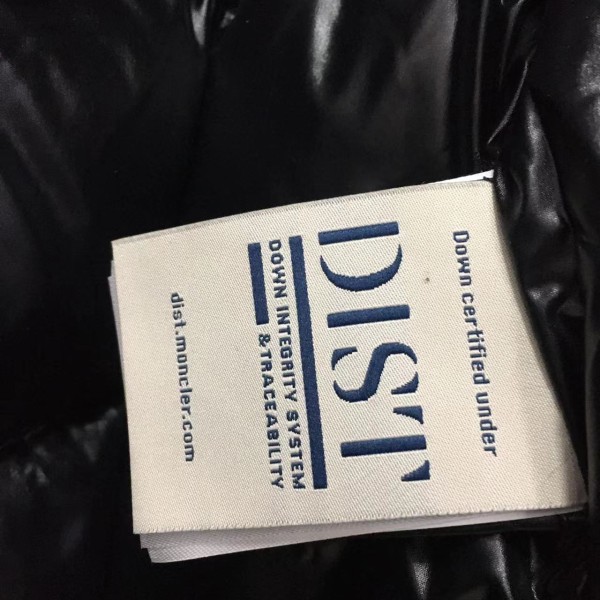 Down certified under
DIST
DOWN INTEGRITY SYSTEM
& TRACEABILITY
dist.moncler.com